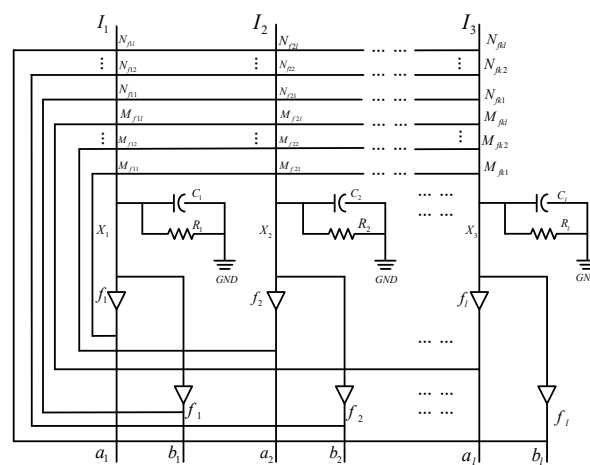 I1 I2 I3
Nf1l Nf2l ... ... Nfkl
⋮ Nf12 ⋮ Nf22 ⋮ Nfk2
Nf11 Nf21 ... ... Nfk1
Mf1l Mf2l ... ... Mfkl
⋮ Mf12 ⋮ Mf22 ⋮ Mfk2
Mf11 Mf21 Mfk1
C1 C2 ... ... Cl
... ...
X1 R1 X2 R2 X3 Rl
GND GND GN
f1 f2 fl
... ...
... ...
f1 f2 ... ... fl
a1 b1 a2 b2 al bl